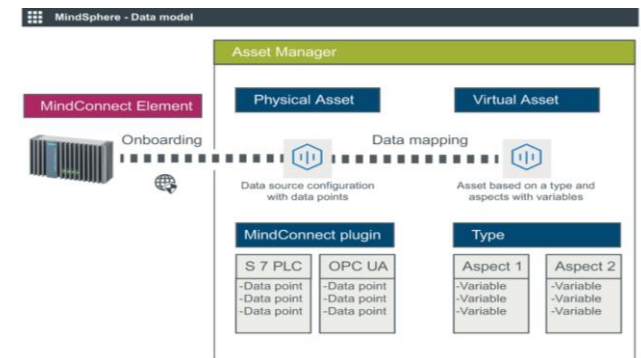 MindSphere - Data model
Asset Manager
MindConnect Element
Physical Asset
Virtual Asset
Onboarding
Data mapping
Data source configuration
with data points
Asset based on a type and
aspects with variables
MindConnect plugin
Type
S 7 PLC
-Data point
-Data point
-Data point
OPC UA
-Data point
-Data point
-Data point
Aspect 1
-Variable
-Variable
-Variable
Aspect 2
-Variable
-Variable
-Variable